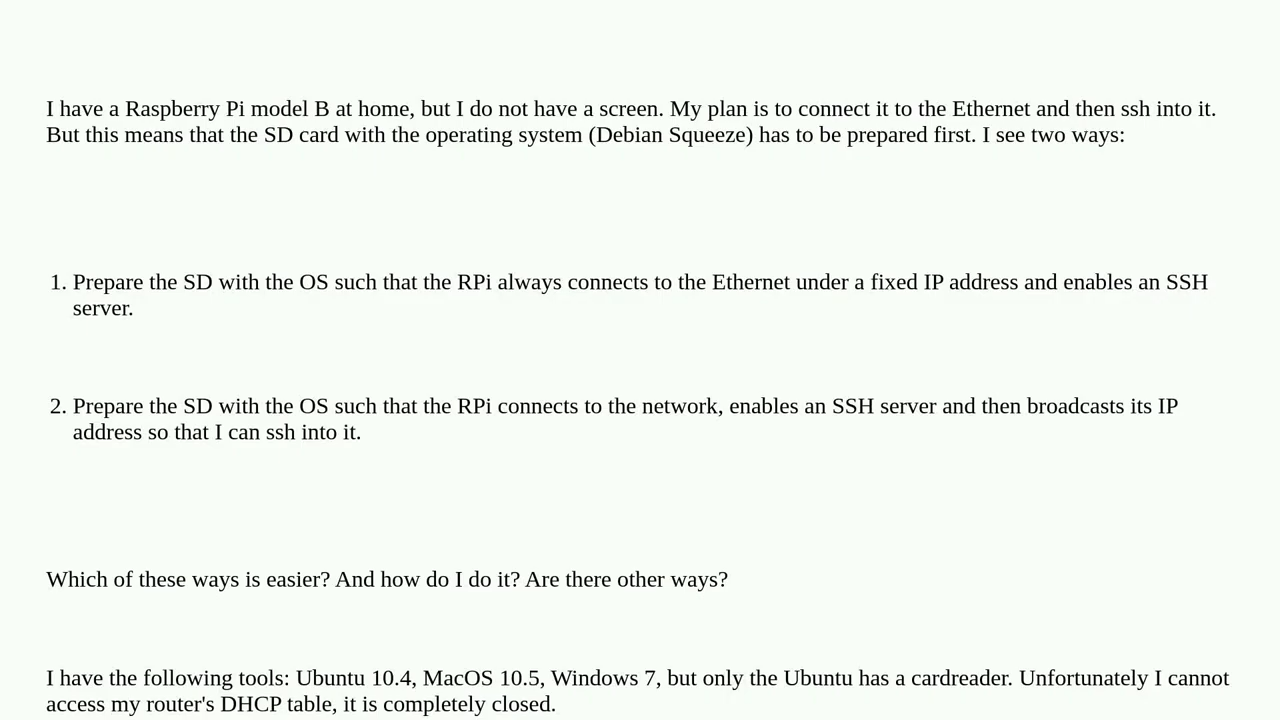 I have a Raspberry Pi model B at home, but I do not have a screen. My plan is to connect it to the Ethernet and then ssh into it.
But this means that the SD card with the operating system (Debian Squeeze) has to be prepared first. I see two ways:
1. Prepare the SD with the OS such that the RPi always connects to the Ethernet under a fixed IP address and enables an SSH
server.
2. Prepare the SD with the OS such that the RPi connects to the network, enables an SSH server and then broadcasts its IP
address so that I can ssh into it.
Which of these ways is easier? And how do I do it? Are there other ways?
I have the following tools: Ubuntu 10.4, MacOS 10.5, Windows 7, but only the Ubuntu has a cardreader. Unfortunately I cannot
access my router's DHCP table, it is completely closed.